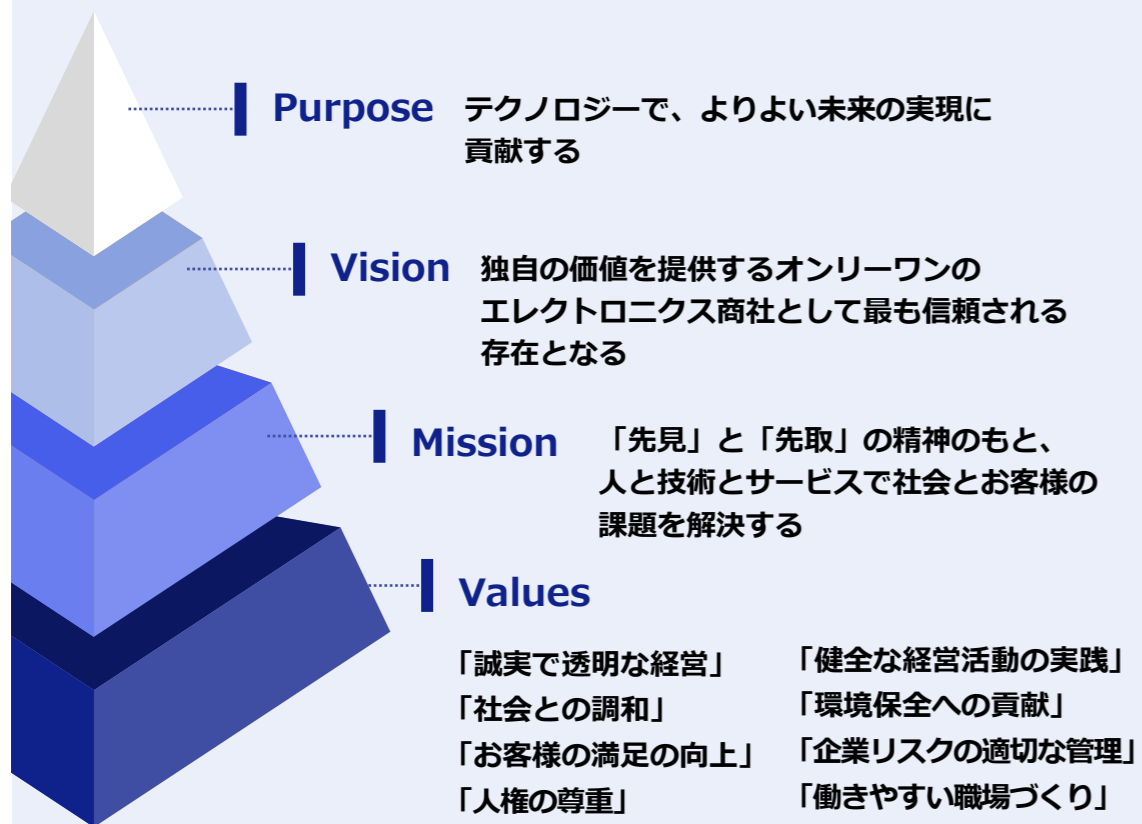 Purpose テクノロジーで、よりよい未来の実現に
貢献する
Vision 独自の価値を提供するオンリーワンの
エレクトロニクス商社として最も信頼される
存在となる
Mission 「先見」と「先取」の精神のもと、
人と技術とサービスで社会とお客様の
課題を解決する
Values
「誠実で透明な経営」
「社会との調和」
「お客様の満足の向上」
「人権の尊重」
「健全な経営活動の実践」
「環境保全への貢献」
「企業リスクの適切な管理」
「働きやすい職場づくり」